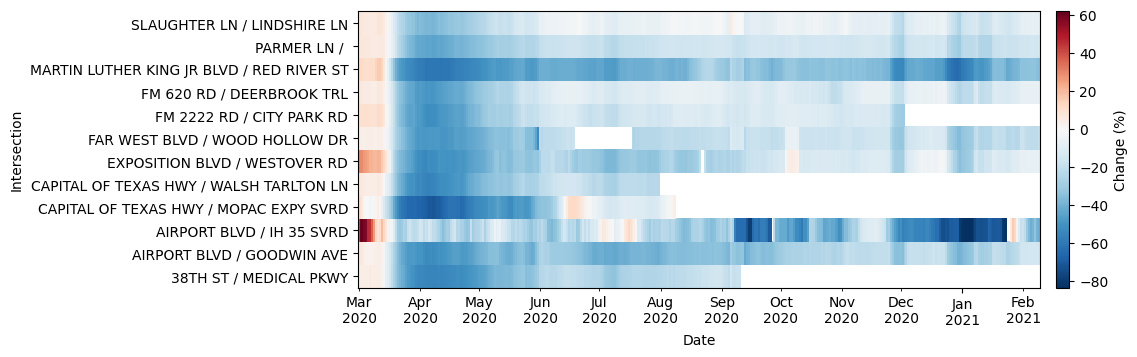 SLAUGHTER LN / LINDSHIRE LN
PARMER LN /
MARTIN LUTHER KING JR BLVD / RED RIVER ST
FM 620 RD / DEERBROOK TRL
FM 2222 RD / CITY PARK RD
FAR WEST BLVD / WOOD HOLLOW DR
EXPOSITION BLVD / WESTOVER RD
CAPITAL OF TEXAS HWY / WALSH TARLTON LN
CAPITAL OF TEXAS HWY / MOPAC EXPY SVRD
AIRPORT BLVD / IH 35 SVRD
AIRPORT BLVD / GOODWIN AVE
38TH ST / MEDICAL PKWY
Intersection
Mar Apr May Jun Jul Aug Sep Oct Nov Dec Jan Feb
2020 2020 2020 2020 2020 2020 2020 2020 2020 2020 2021 2021
Date
60
40
20
0
−20
−40
−60
−80
Change (%)